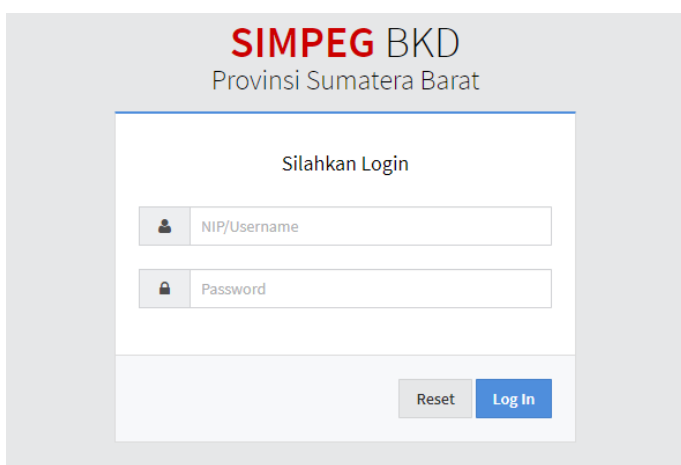 SIMPEG BKD
Provinsi Sumatera Barat
Silahkan Login
NIP/Username
Password
Reset Log In